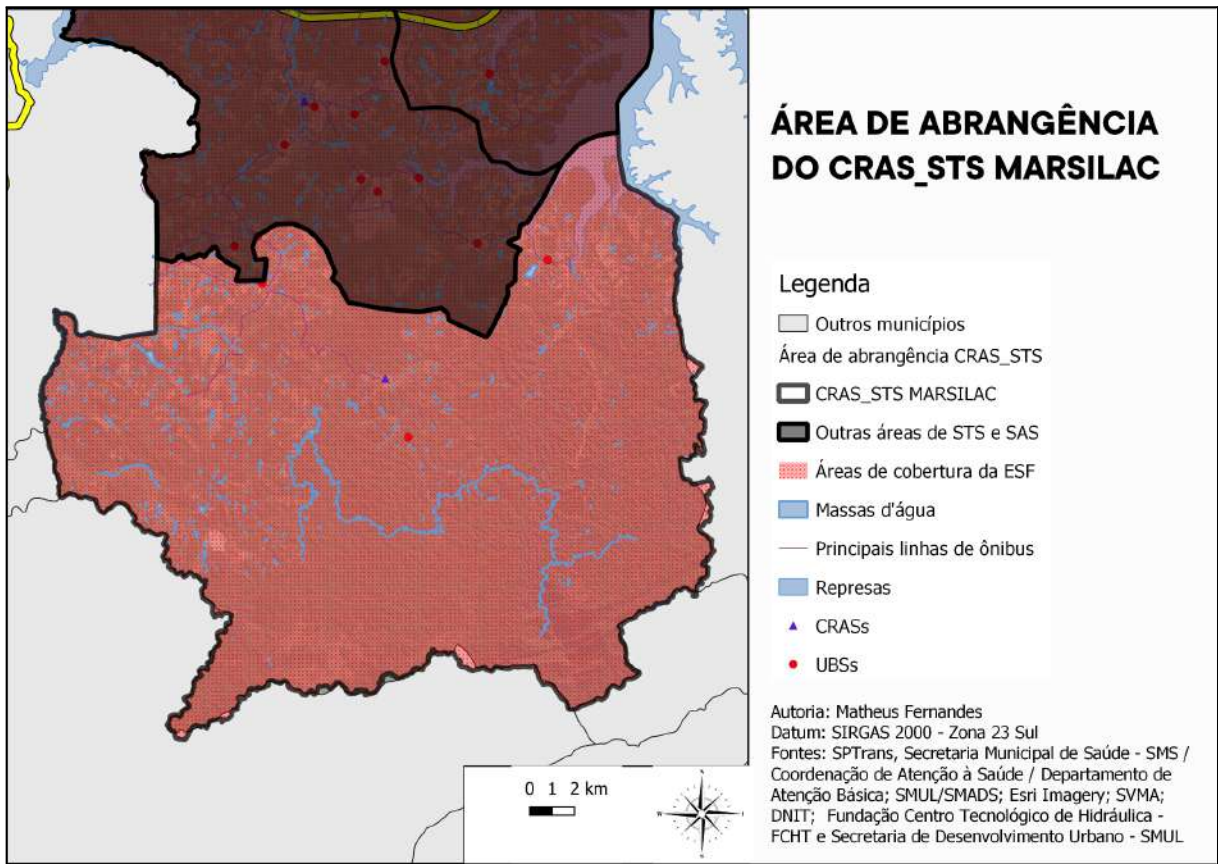 ÁREA DE ABRANGÊNCIA
DO CRAS_STS MARSILAC
Legenda
Outros municípios
Área de abrangência CRAS_STS
CRAS_STS MARSILAC
Outras áreas de STS e SAS
Áreas de cobertura da ESF
Massas d'água
Principais linhas de ônibus
Represas
CRASs
UBSs
Autoria: Matheus Fernandes
Datum: SIRGAS 2000 - Zona 23 Sul
Fontes: SPTrans, Secretaria Municipal de Saúde - SMS /
Coordenação de Atenção à Saúde / Departamento de
Atenção Básica; SMUL/SMADS; Esri Imagery; SVMA;
DNIT; Fundação Centro Tecnológico de Hidráulica -
FCHT e Secretaria de Desenvolvimento Urbano - SMUL
0 1 2 km
N
W E
S